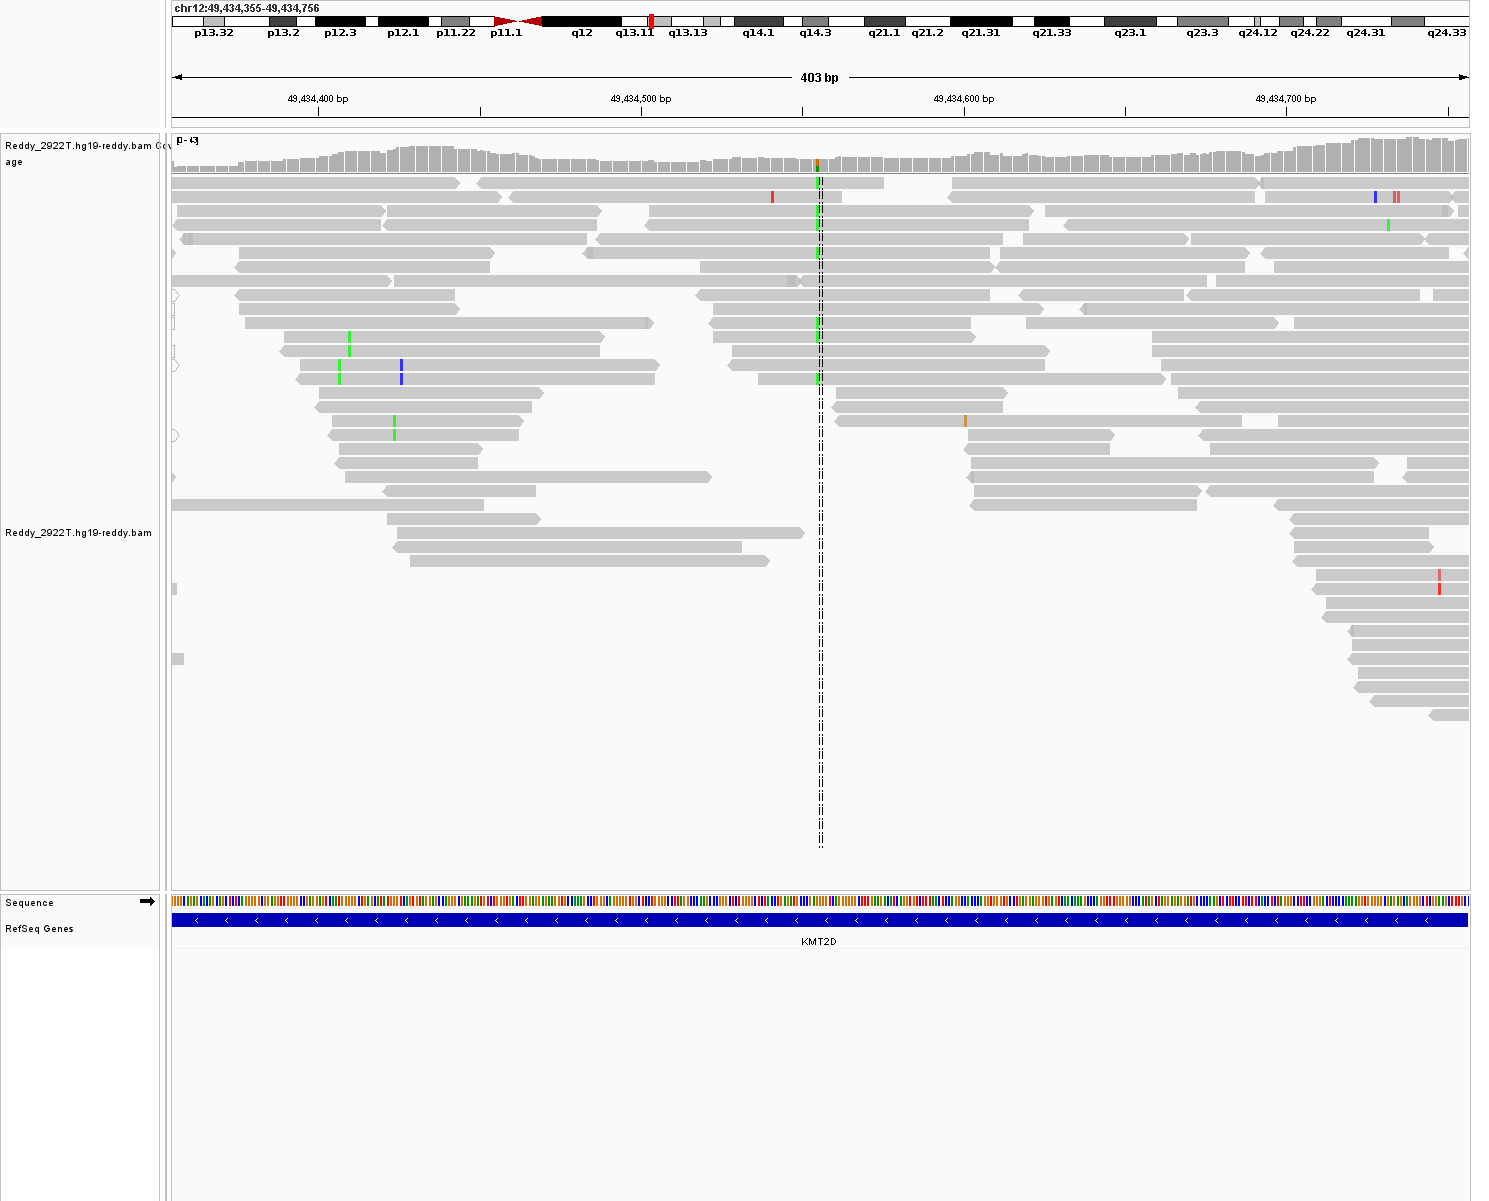 chr12:49,434,355-49,434,756
p13.32 p13.2 p12.3 p12.1 p11.22 p11.1 q12 q13.11 q13.13 q14.1 q14.3 q21.1 q21.2 q21.31 q21.33 q23.1 q23.3 q24.12 q24.22 q24.31 q24.33
403 bp
49,434,400 bp 49,434,500 bp 49,434,600 bp 49,434,700 bp
Reddy_2922T.hg19-reddy.bam Cov
age
Reddy_2922T.hg19-reddy.bam
Sequence
RefSeq Genes
KMT2D